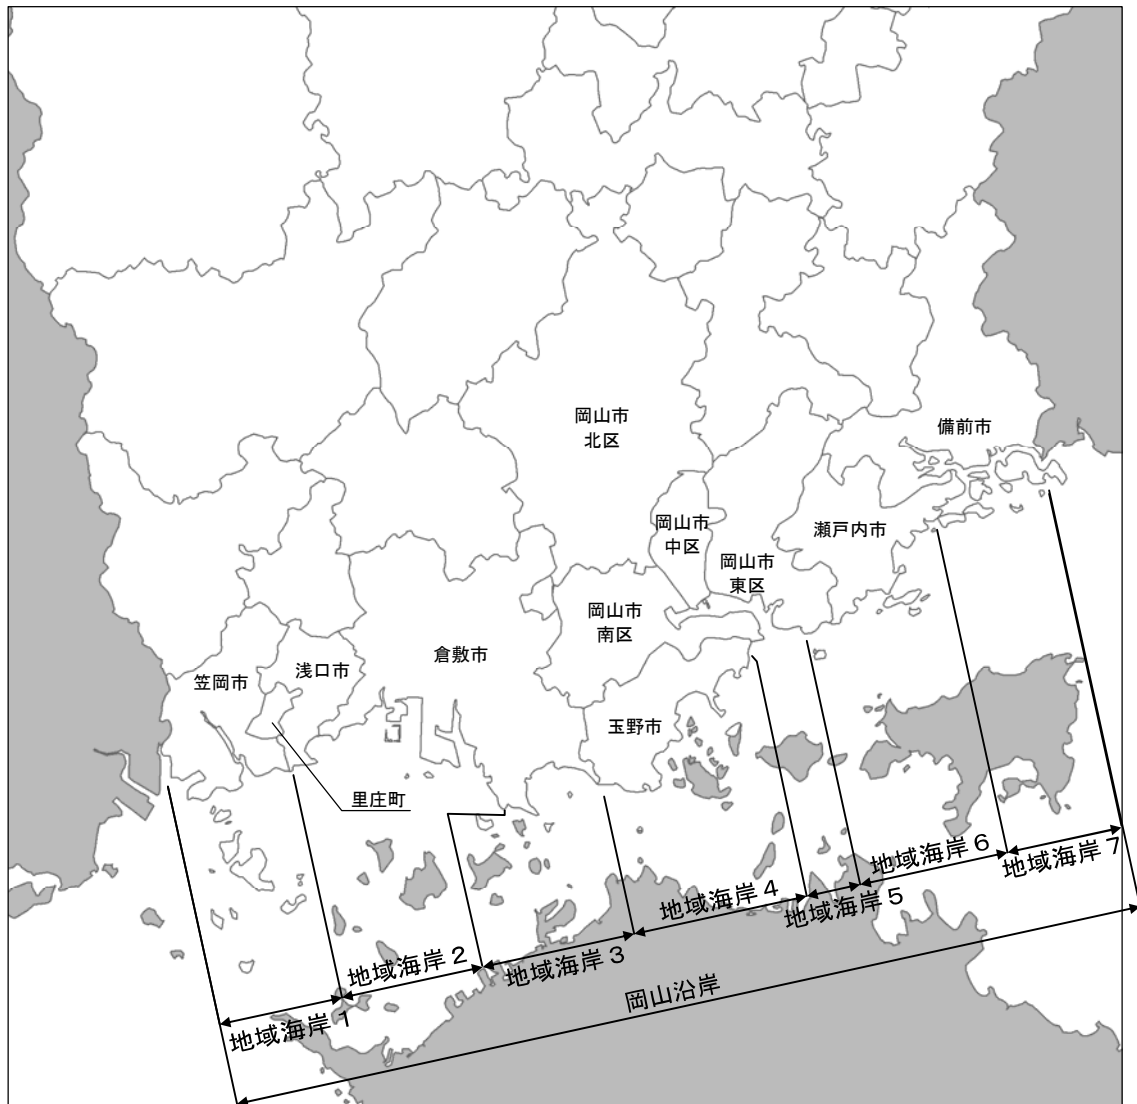 岡山市
北区
備前市
岡山市
中区
瀬戸内市
岡山市
東区
岡山市
南区
倉敷市
浅口市
笠岡市
玉野市
里庄町
地域海岸6
地域海岸7
地域海岸4
地域海岸5
地域海岸2
地域海岸3
岡山沿岸
地域海岸1